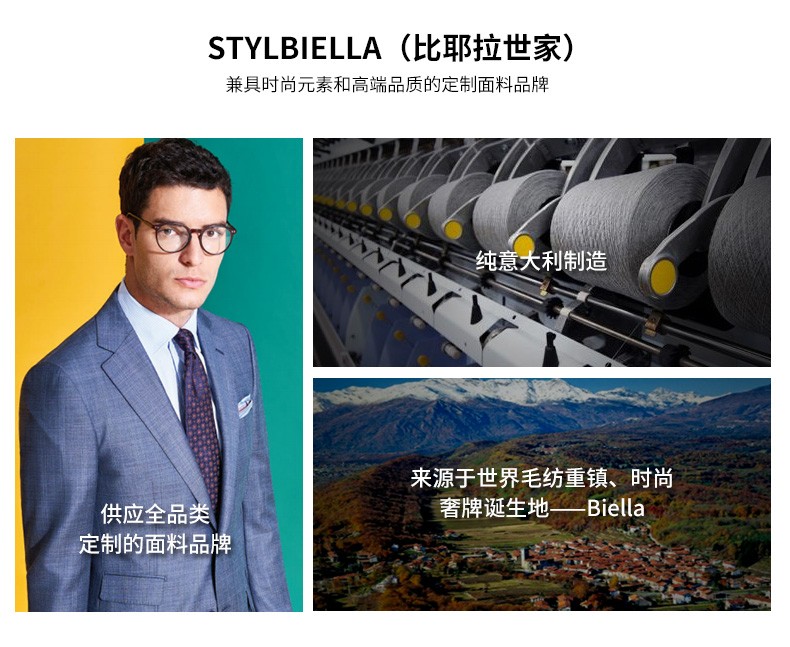 STYLBIELLA（比耶拉世家）
兼具时尚元素和高端品质的定制面料品牌
纯意大利制造
来源于世界毛纺重镇、时尚
奢牌诞生地——Biella
供应全品类
定制的面料品牌